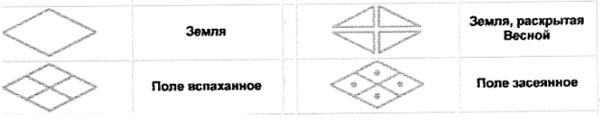 Земля
Земля, раскрытая
Весной
Поле вспаханное
Поле засеянное